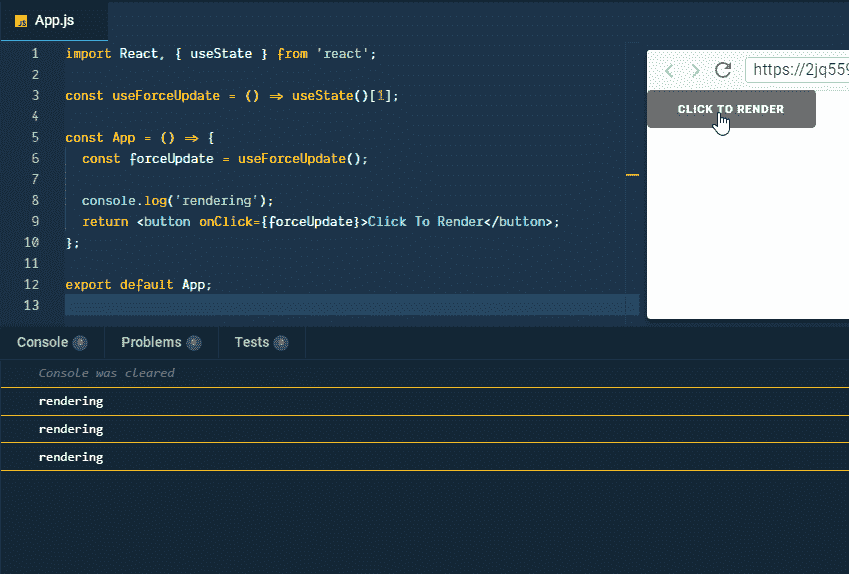 JS App.js
1 import React, { useState } from 'react';
2
3 const useForceUpdate = () => useState()[1];
4
5 const App = () => {
6 const forceUpdate = useForceUpdate();
7
8 console.log('rendering');
9 return <button onClick={forceUpdate}>Click To Render</button>;
10 };
11
12 export default App;
13
https://2jq559
CLICK TO RENDER
Console Problems Tests
Console was cleared
rendering
rendering
rendering